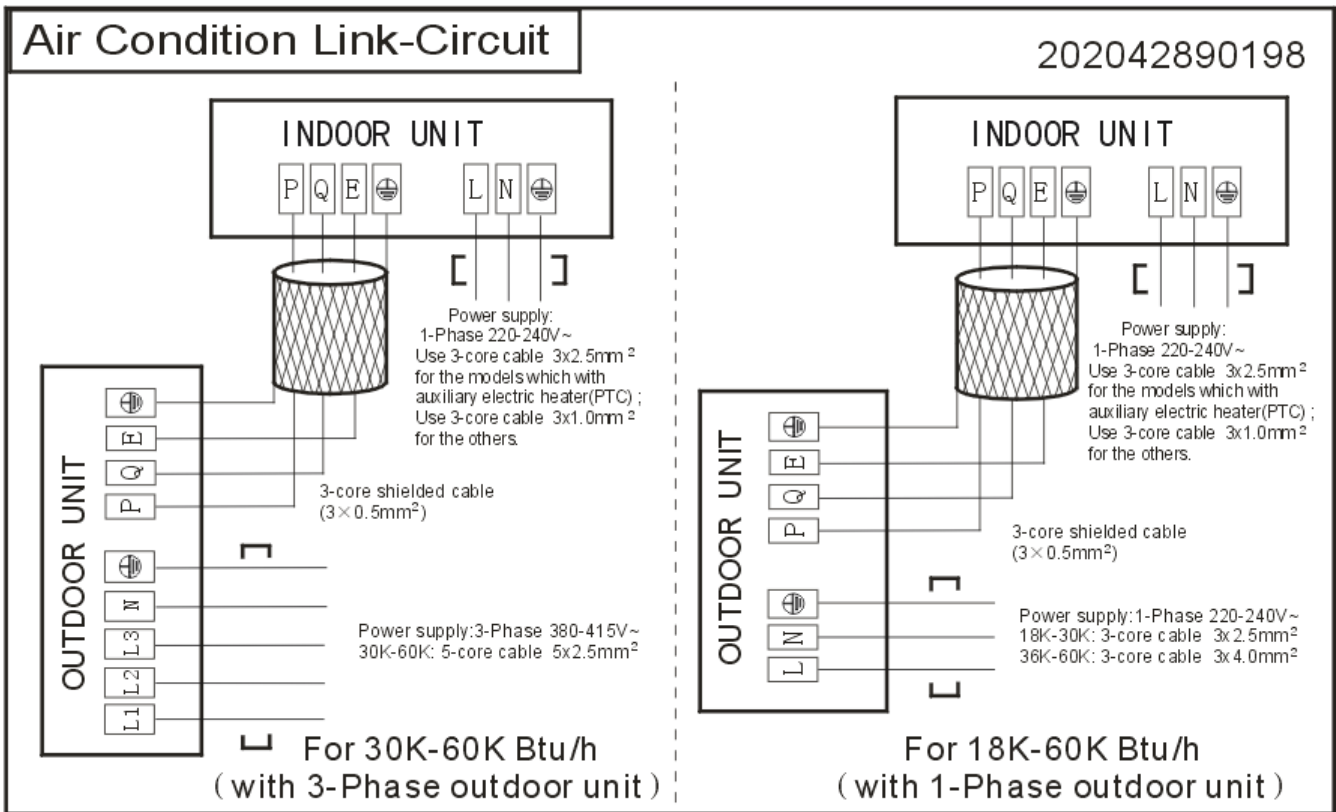 Air Condition Link-Circuit
202042890198
INDOOR UNIT
P Q E L N
Power supply:
1-Phase 220-240V~
Use 3-core cable 3x2.5mm²
for the models which with
auxiliary electric heater(PTC) ;
Use 3-core cable 3x1.0mm²
for the others.
OUTDOOR UNIT
E
Q
P
N
L3
L2
L1
3-core shielded cable
(3×0.5mm²)
Power supply:3-Phase 380-415V~
30K-60K: 5-core cable 5x2.5mm²
For 30K-60K Btu/h
(with 3-Phase outdoor unit)
INDOOR UNIT
P Q E L N
Power supply:
1-Phase 220-240V~
Use 3-core cable 3x2.5mm²
for the models which with
auxiliary electric heater(PTC) ;
Use 3-core cable 3x1.0mm²
for the others.
OUTDOOR UNIT
E
Q
P
N
L
3-core shielded cable
(3×0.5mm²)
Power supply:1-Phase 220-240V~
18K-30K: 3-core cable 3x2.5mm²
36K-60K: 3-core cable 3x4.0mm²
For 18K-60K Btu/h
(with 1-Phase outdoor unit)